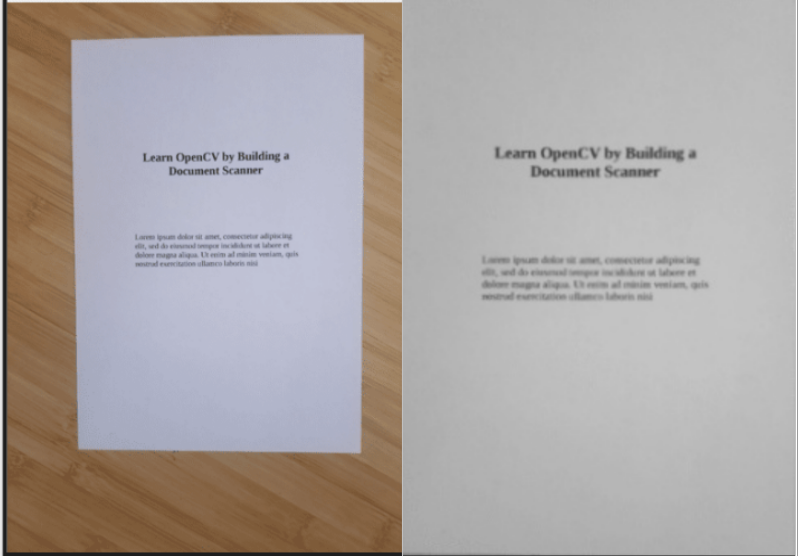 Learn OpenCV by Building a
Document Scanner
Lorem ipsum dolor sit amet, consectetur adipiscing
elit, sed do eiusmod tempor incididunt ut labore et
dolore magna aliqua. Ut enim ad minim veniam, quis
nostrud exercitation ullamco laboris nisi
Learn OpenCV by Building a
Document Scanner
Lorem ipsum dolor sit amet, consectetur adipiscing
elit, sed do eiusmod tempor incididunt ut labore et
dolore magna aliqua. Ut enim ad minim veniam, quis
nostrud exercitation ullamco laboris nisi